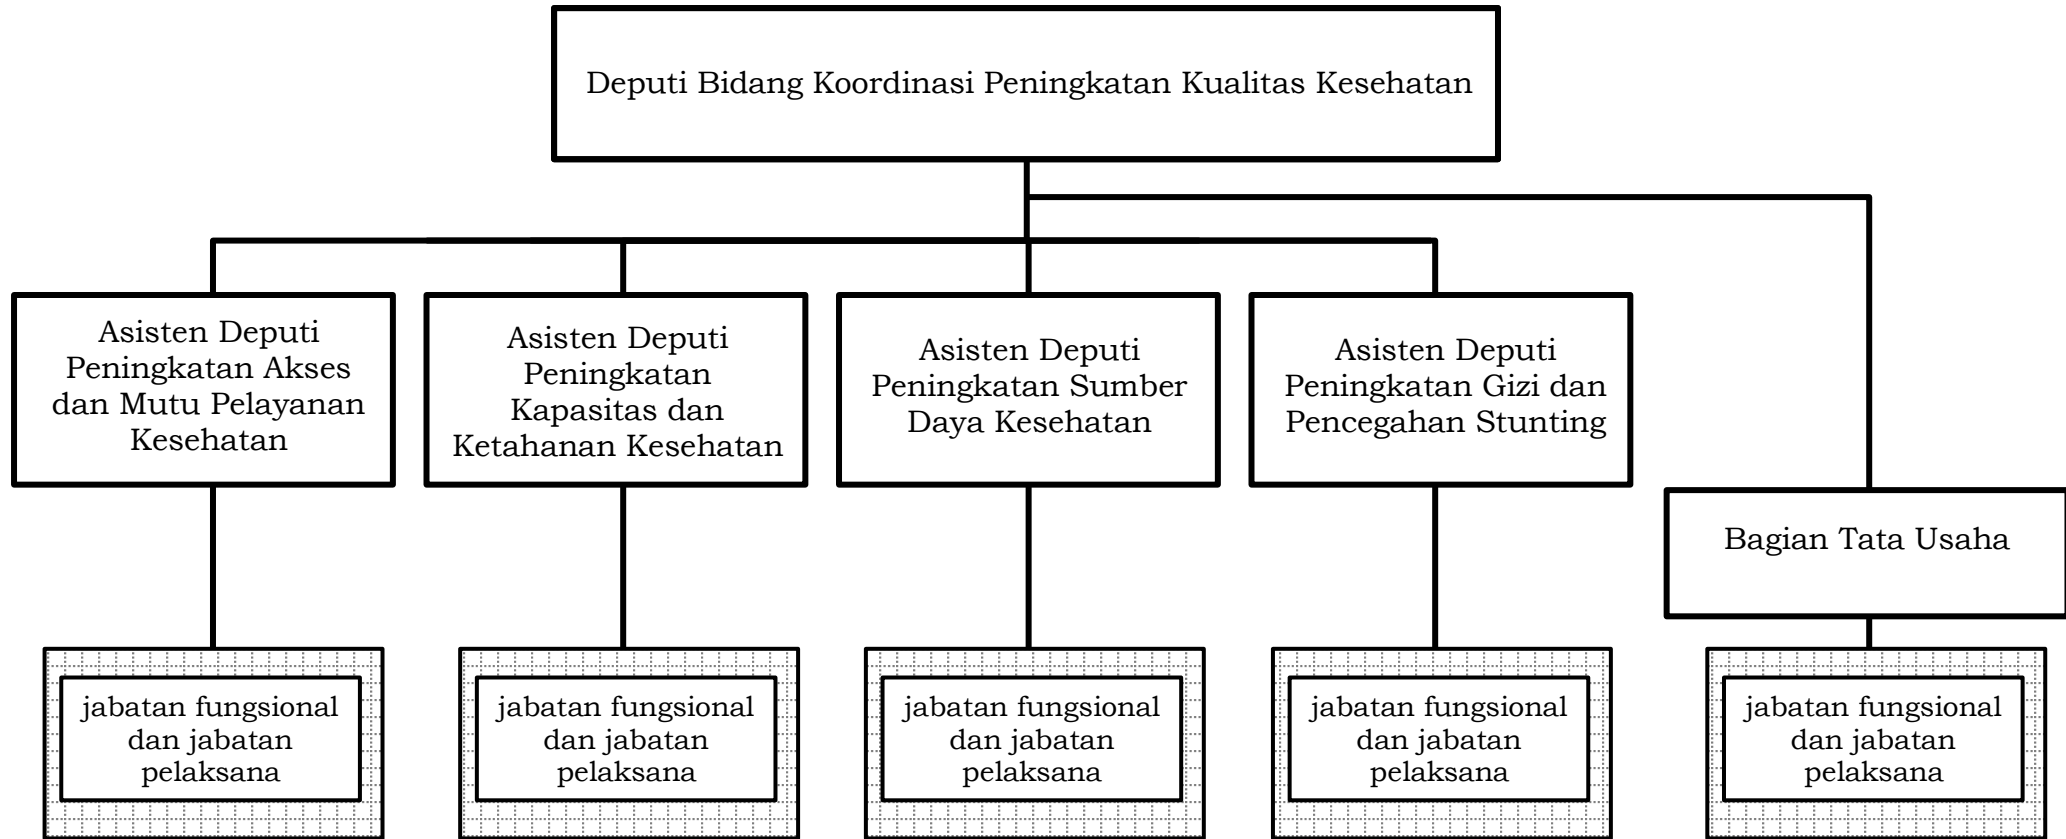 Deputi Bidang Koordinasi Peningkatan Kualitas Kesehatan
Asisten Deputi
Peningkatan Akses
dan Mutu Pelayanan
Kesehatan
Asisten Deputi
Peningkatan
Kapasitas dan
Ketahanan Kesehatan
Asisten Deputi
Peningkatan Sumber
Daya Kesehatan
Asisten Deputi
Peningkatan Gizi dan
Pencegahan Stunting
Bagian Tata Usaha
jabatan fungsional
dan jabatan
pelaksana
jabatan fungsional
dan jabatan
pelaksana
jabatan fungsional
dan jabatan
pelaksana
jabatan fungsional
dan jabatan
pelaksana
jabatan fungsional
dan jabatan
pelaksana